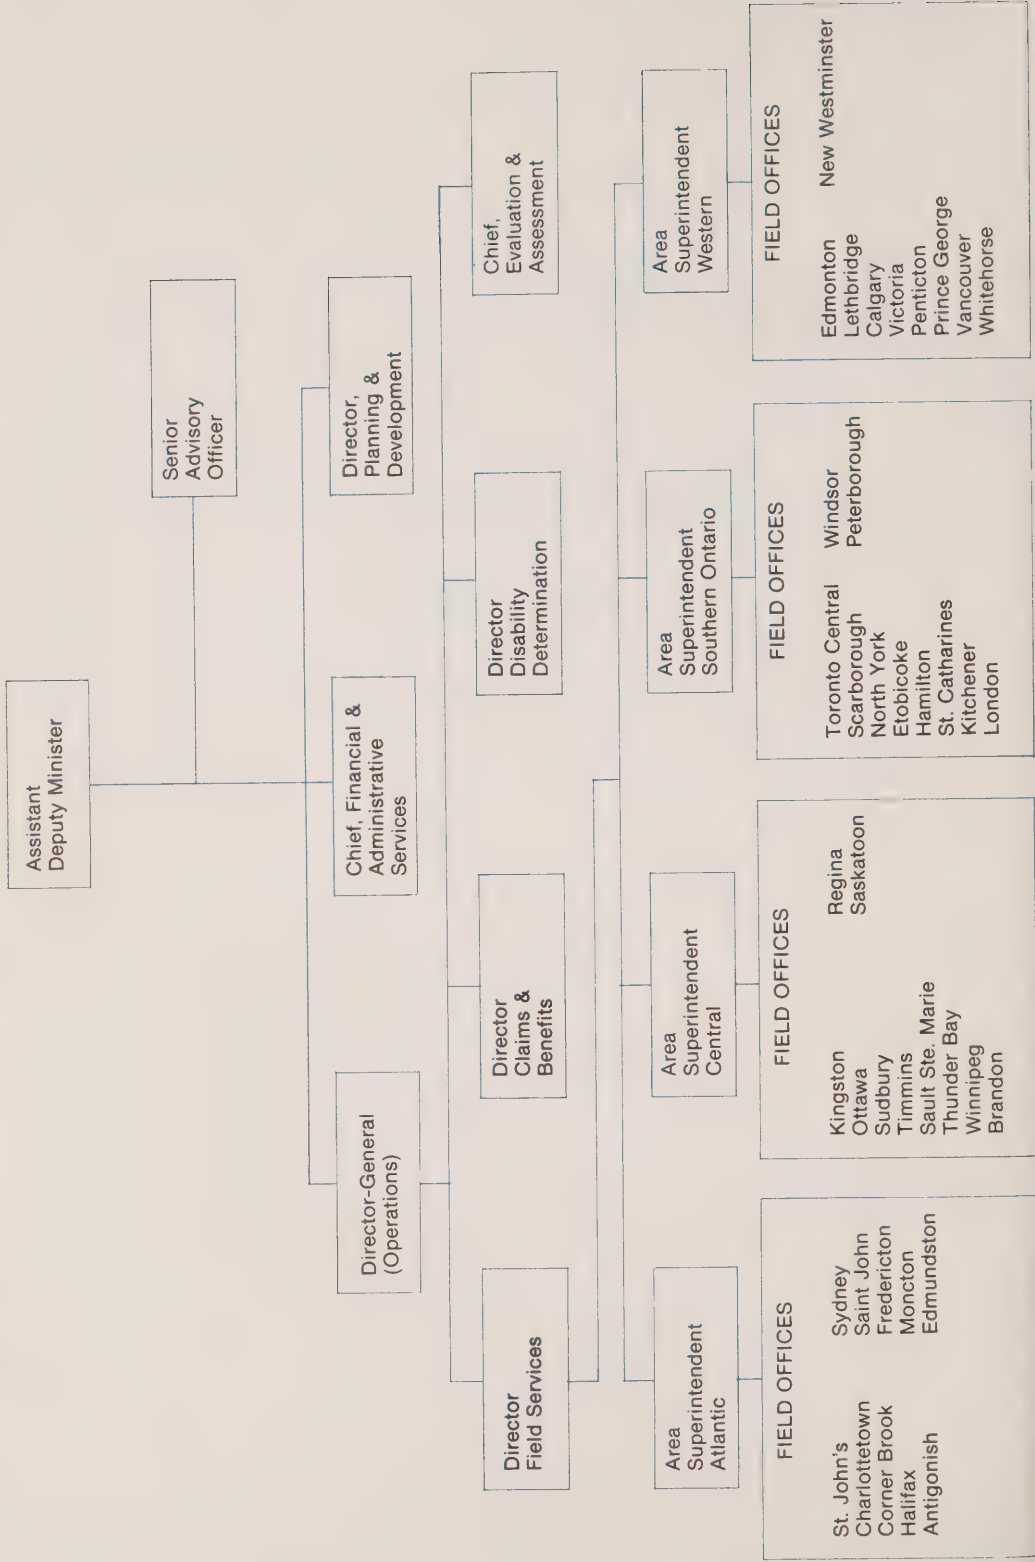 Assistant
Deputy Minister
Senior
Advisory
Officer
Director-General
(Operations)
Chief, Financial &
Administrative
Services
Director,
Planning &
Development
Director
Field Services
Director
Claims &
Benefits
Director
Disability
Determination
Chief,
Evaluation &
Assessment
Area
Superintendent
Atlantic
Area
Superintendent
Central
Area
Superintendent
Southern Ontario
Area
Superintendent
Western
FIELD OFFICES
St. John's
Charlottetown
Corner Brook
Halifax
Antigonish
Sydney
Saint John
Fredericton
Moncton
Edmundston
FIELD OFFICES
Kingston
Ottawa
Sudbury
Timmins
Sault Ste. Marie
Thunder Bay
Winnipeg
Brandon
Regina
Saskatoon
FIELD OFFICES
Toronto Central
Scarborough
North York
Etobicoke
Hamilton
St. Catharines
Kitchener
London
Windsor
Peterborough
FIELD OFFICES
Edmonton
Lethbridge
Calgary
Victoria
Penticton
Prince George
Vancouver
Whitehorse
New Westminster